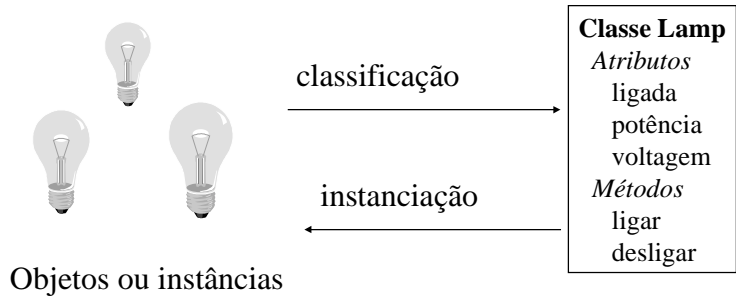 classificação
instanciação
Objetos ou instâncias
Classe Lamp
Atributos
ligada
potência
voltagem
Métodos
ligar
desligar